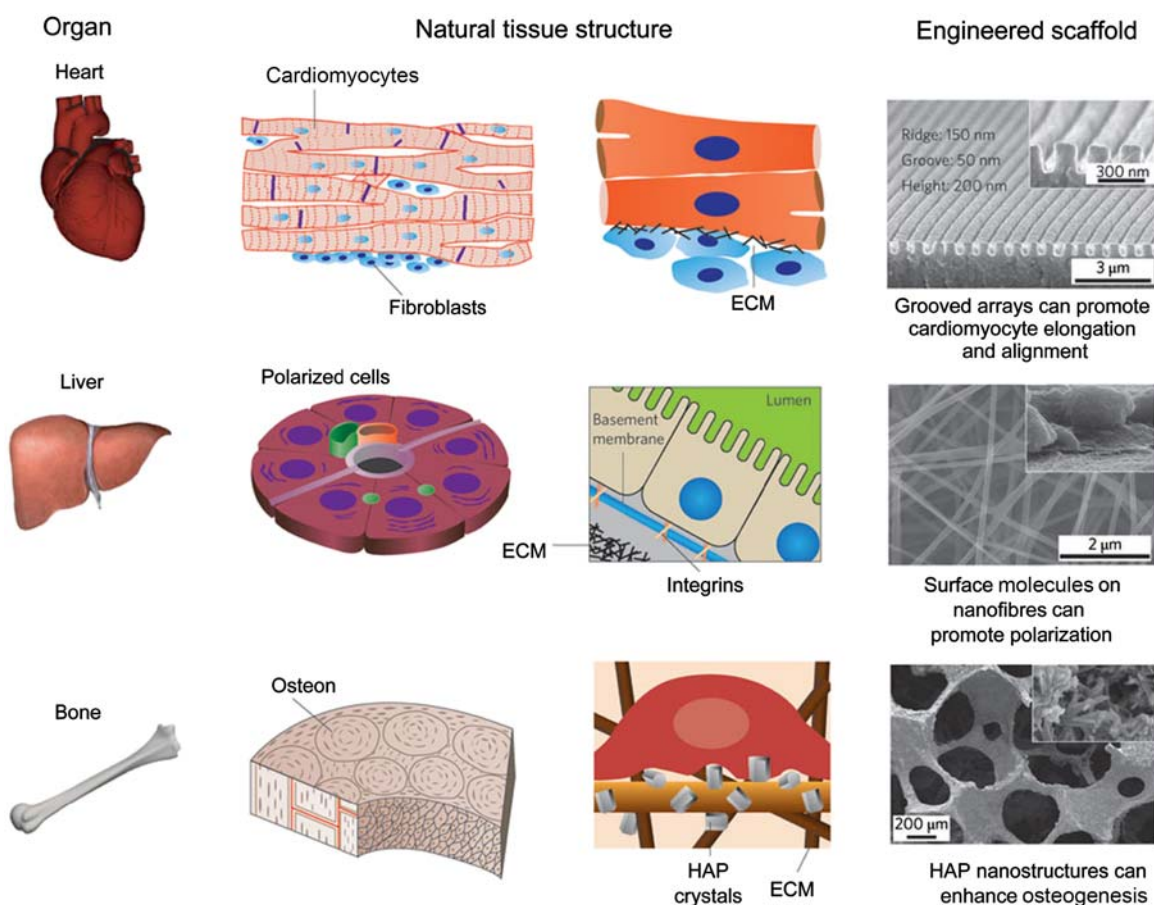 Organ
Natural tissue structure
Engineered scaffold
Heart
Cardiomyocytes
Fibroblasts
ECM
Ridge: 150 nm
Groove: 50 nm
Height: 200 nm
300 nm
3 μm
Grooved arrays can promote
cardiomyocyte elongation
and alignment
Liver
Polarized cells
Lumen
Basement
membrane
ECM
Integrins
2 μm
Surface molecules on
nanofibres can
promote polarization
Bone
Osteon
HAP
crystals
ECM
200 μm
HAP nanostructures can
enhance osteogenesis